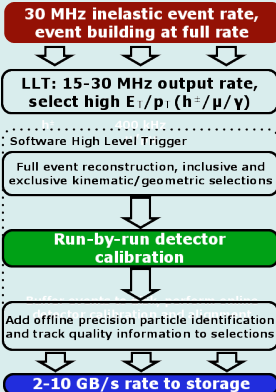 30 MHz inelastic event rate,
event building at full rate
LLT: 15-30 MHz output rate,
select high Eᴛ/pᴛ (h±/μ/γ)
400 kHz
Software High Level Trigger
Full event reconstruction, inclusive and
exclusive kinematic/geometric selections
Run-by-run detector
calibration
Add offline precision particle identification
and track quality information to selections
2-10 GB/s rate to storage